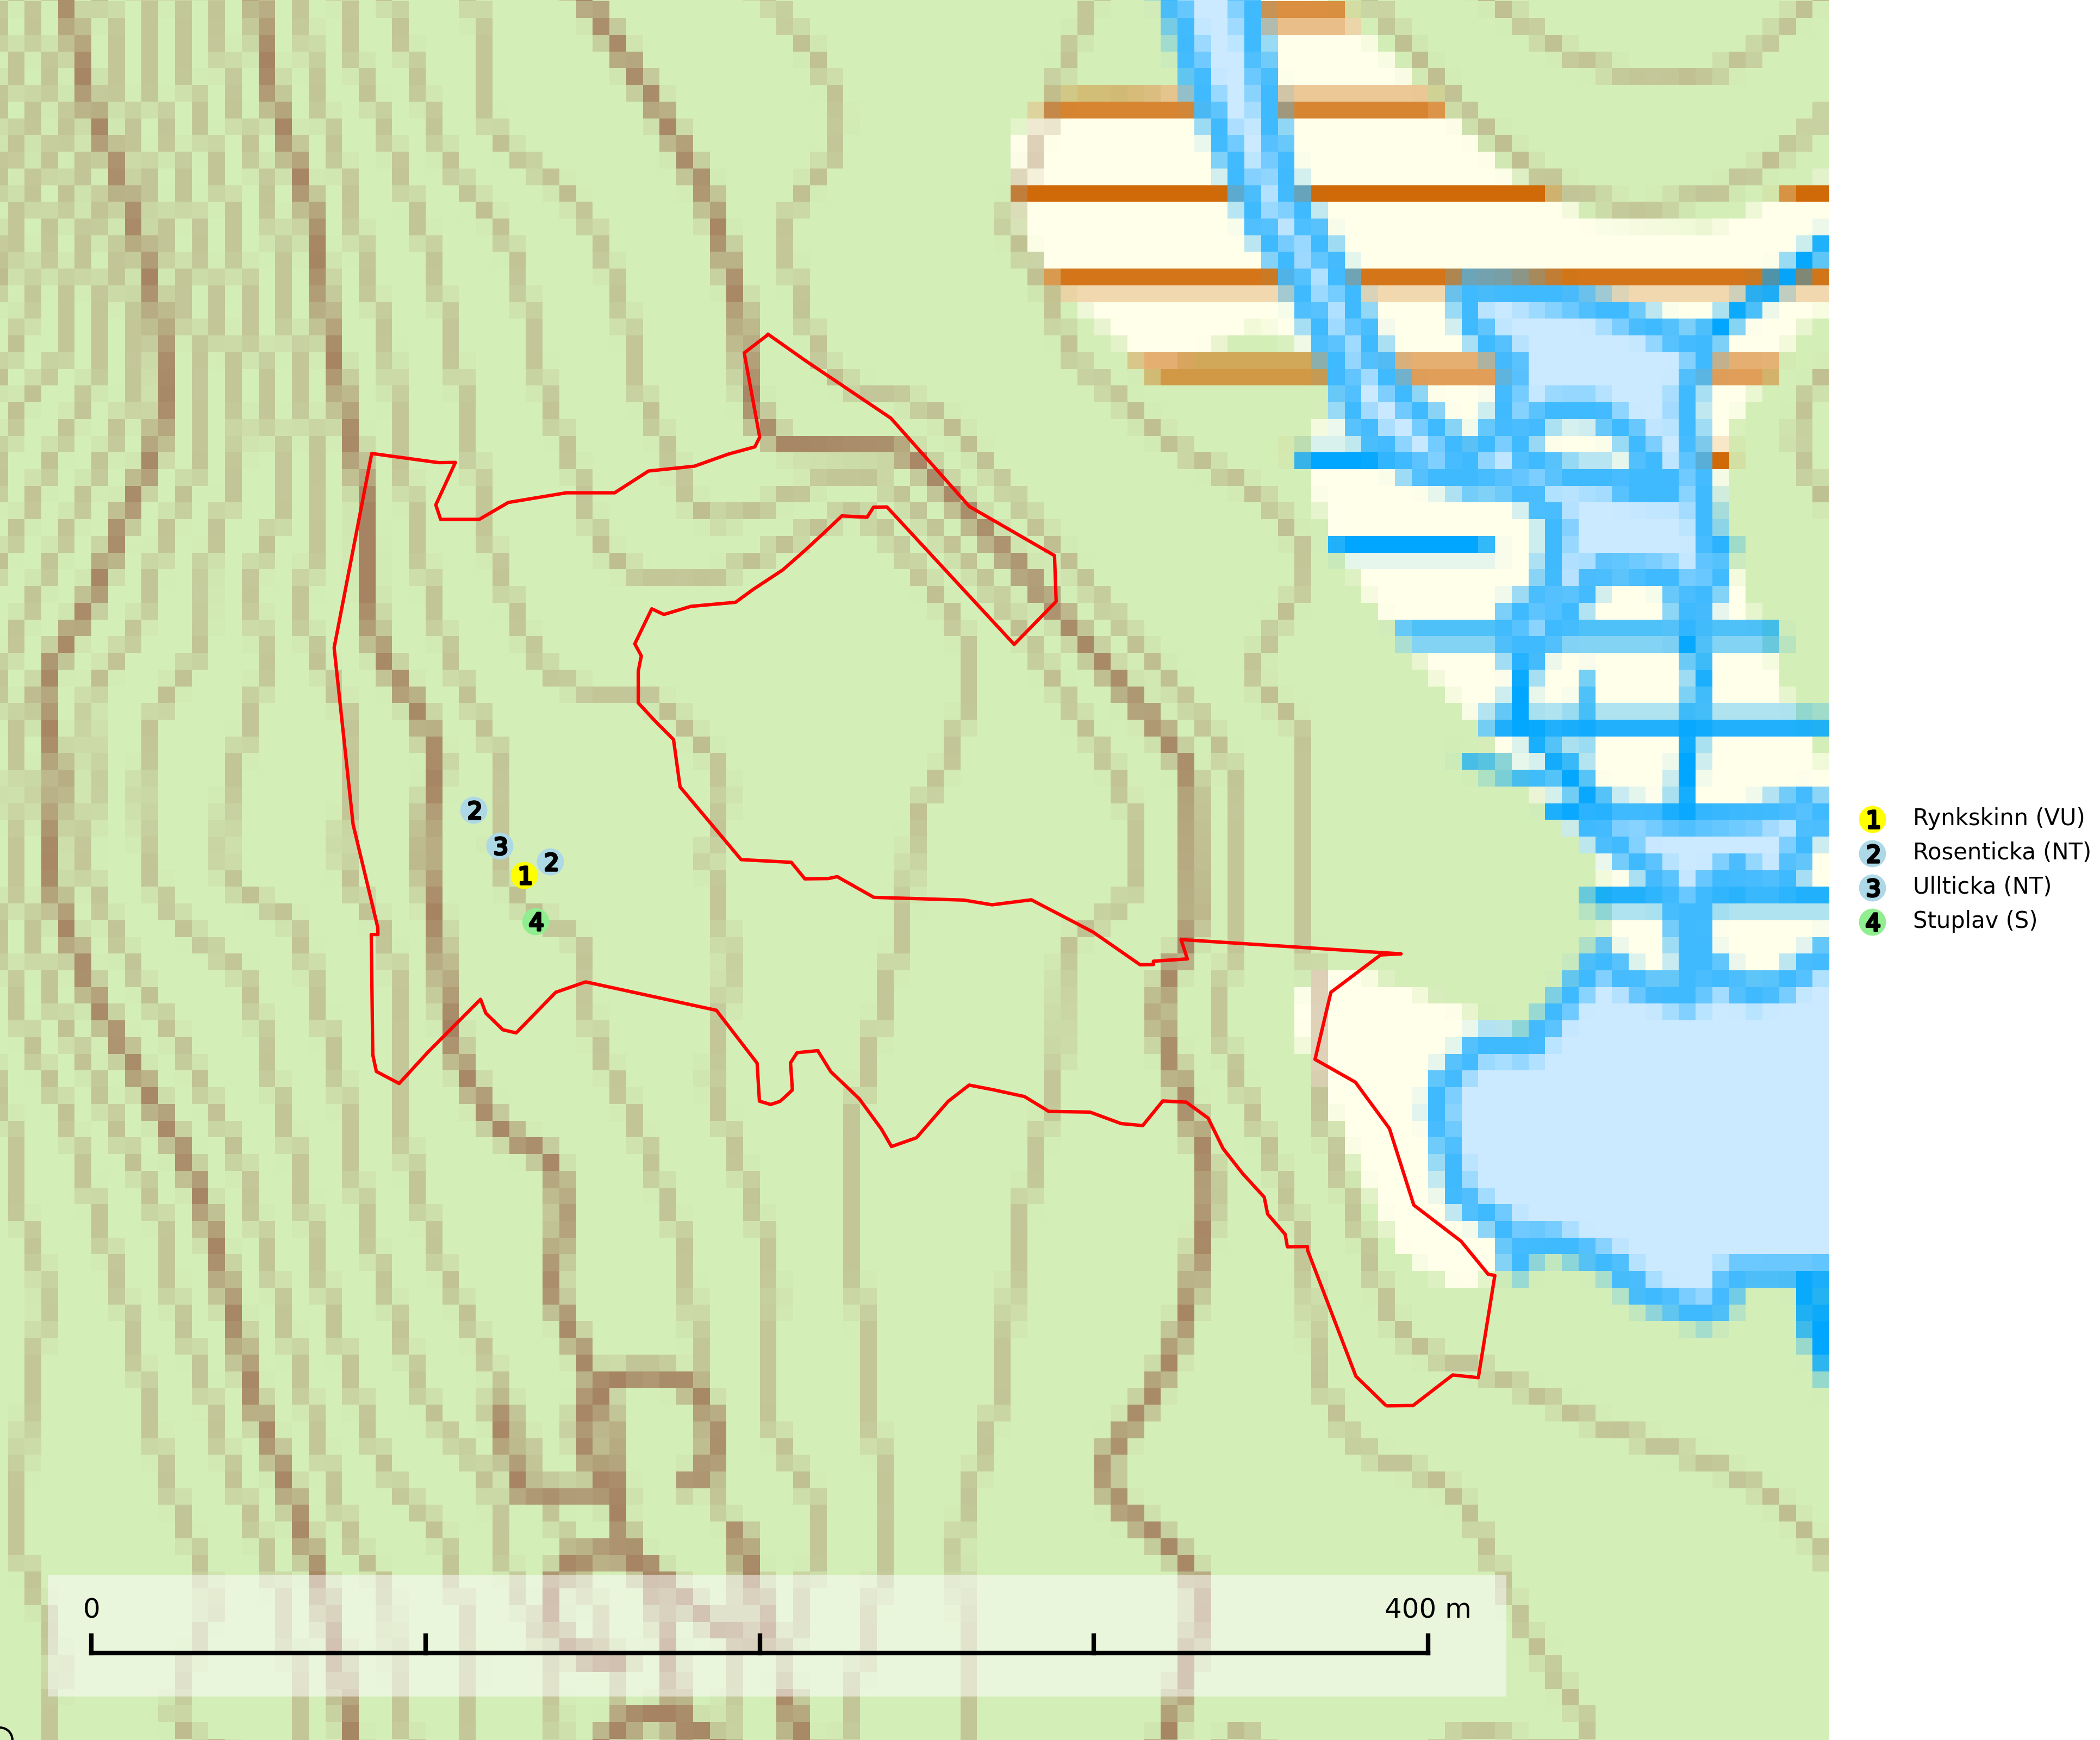 2
3
2
1
4
1 Rynkskinn (VU)
2 Rosenticka (NT)
3 Ullticka (NT)
4 Stuplav (S)
0 400 m